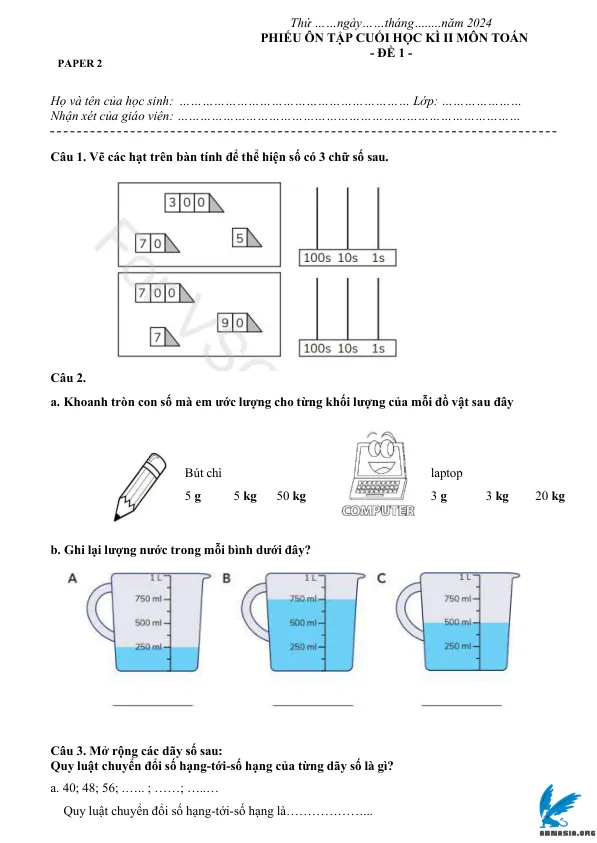 Thứ ……ngày……tháng……..năm 2024
PHIẾU ÔN TẬP CUỐI HỌC KÌ II MÔN TOÁN
- ĐỀ 1 -
PAPER 2
Họ và tên của học sinh: …………………………………………………… Lớp: …………………
Nhận xét của giáo viên: ………………………………………………………………………………
Câu 1. Vẽ các hạt trên bàn tính để thể hiện số có 3 chữ số sau.
300
70
5
100s 10s 1s
700
90
7
100s 10s 1s
Câu 2.
a. Khoanh tròn con số mà em ước lượng cho từng khối lượng của mỗi đồ vật sau đây
Bút chì
5 g 5 kg 50 kg
COMPUTER
laptop
3 g 3 kg 20 kg
b. Ghi lại lượng nước trong mỗi bình dưới đây?
A
1 L
750 ml
500 ml
250 ml
B
1 L
750 ml
500 ml
250 ml
C
1 L
750 ml
500 ml
250 ml
Câu 3. Mở rộng các dãy số sau:
Quy luật chuyển đổi số hạng-tới-số hạng của từng dãy số là gì?
a. 40; 48; 56; …... ; ……; ….….
Quy luật chuyển đổi số hạng-tới-số hạng là………………...
ABNASIA.ORG